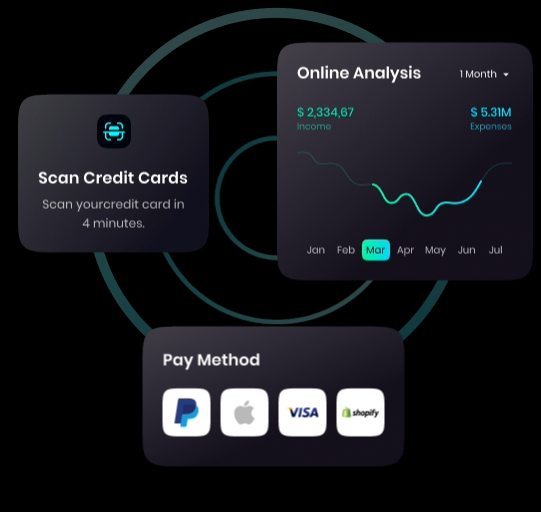 Online Analysis
1 Month
$ 2,334,67
$ 5.31M
Income
Expenses
Scan Credit Cards
Scan yourcredit card in
4 minutes.
Jan Feb Mar Apr May Jun Jul
Pay Method
VISA
shopify